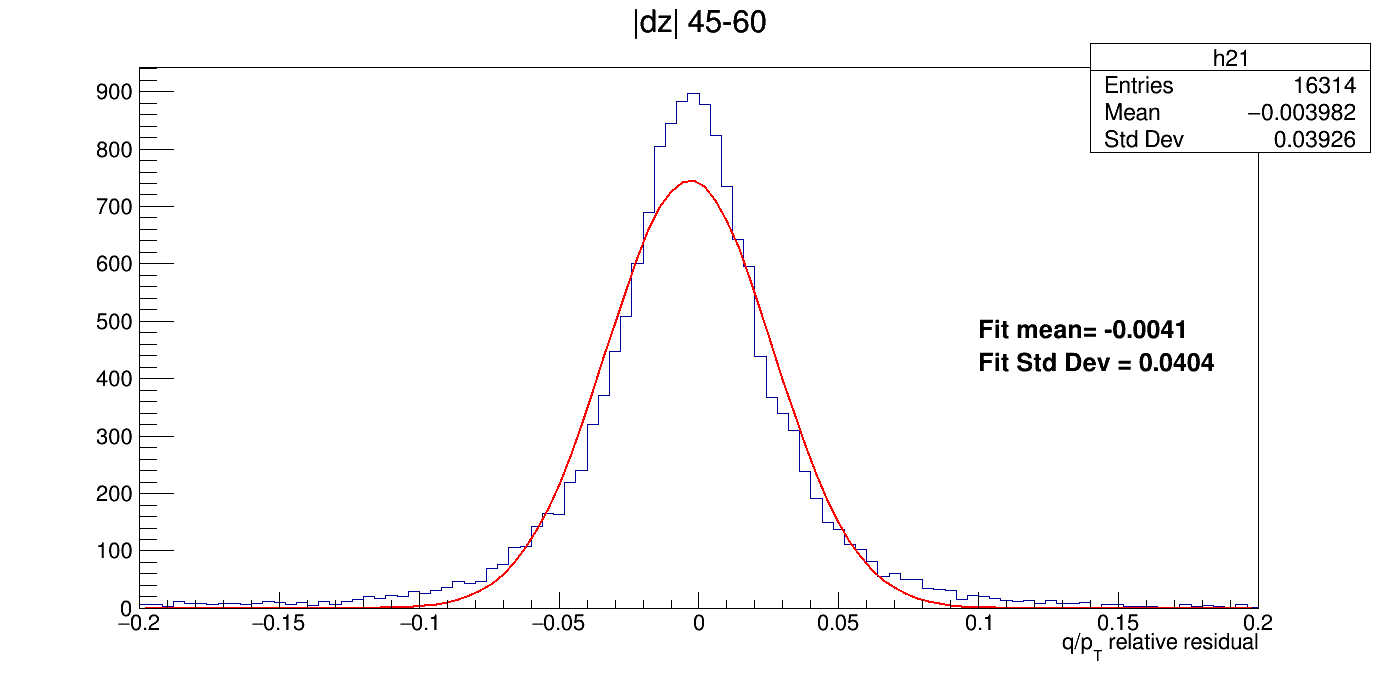 |dz| 45-60
h21
Entries 16314
Mean −0.003982
Std Dev 0.03926
900
800
700
600
500
400
300
200
100
0
Fit mean= -0.0041
Fit Std Dev = 0.0404
−0.2 −0.15 −0.1 −0.05 0 0.05 0.1 0.15 0.2
q/pT relative residual